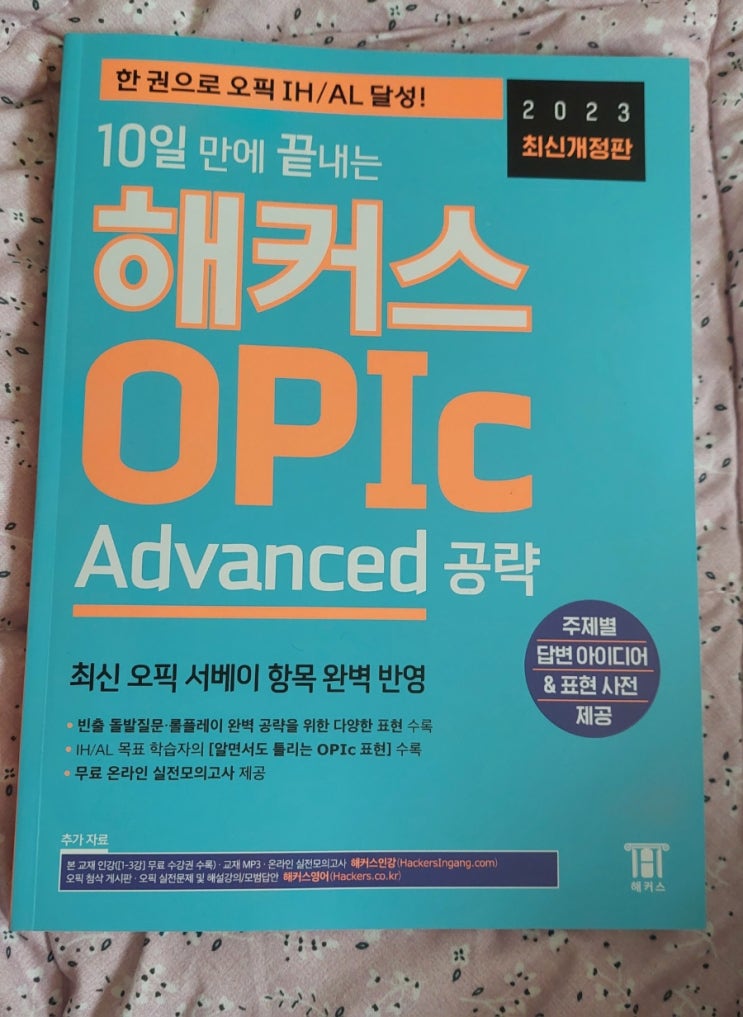 한 권으로 오픽 IH/AL 달성!
2023
최신개정판
10일 만에 끝내는
해커스
OPIc
Advanced 공략
주제별
답변 아이디어
& 표현 사전
제공
최신 오픽 서베이 항목 완벽 반영
• 빈출 돌발질문·롤플레이 완벽 공략을 위한 다양한 표현 수록
• IH/AL 목표 학습자의 [알면서도 틀리는 OPIc 표현] 수록
• 무료 온라인 실전모의고사 제공
추가 자료
본 교재 인강([1-3강] 무료 수강권 수록) · 교재 MP3 · 온라인 실전모의고사 해커스인강(HackersIngang.com)
오픽 첨삭 게시판 · 오픽 실전문제 및 해설강의/모범답안 해커스영어(Hackers.co.kr)
해커스